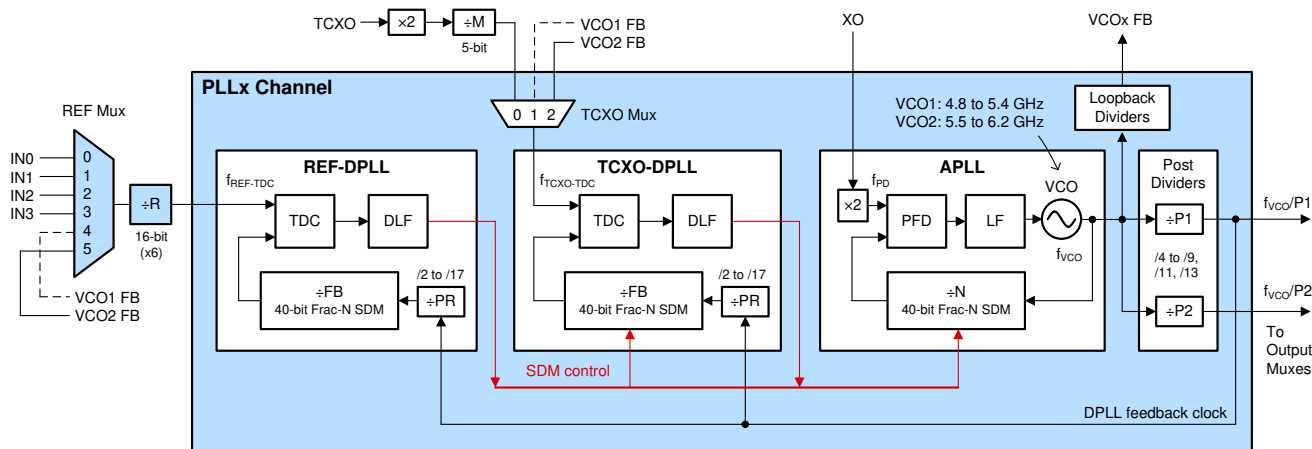 TCXO
×2
÷M
5-bit
VCO1 FB
VCO2 FB
XO
VCOx FB
PLLx Channel
REF Mux
0 1 2
TCXO Mux
VCO1: 4.8 to 5.4 GHz
VCO2: 5.5 to 6.2 GHz
Loopback
Dividers
IN0
IN1
IN2
IN3
0
1
2
3
4
5
÷R
16-bit
(x6)
VCO1 FB
VCO2 FB
REF-DPLL
fREF-TDC
TDC
DLF
/2 to /17
÷FB
40-bit Frac-N SDM
÷PR
TCXO-DPLL
fTCXO-TDC
TDC
DLF
/2 to /17
÷FB
40-bit Frac-N SDM
÷PR
APLL
fPD
×2
PFD
LF
VCO
fVCO
÷N
40-bit Frac-N SDM
Post
Dividers
÷P1
/4 to /9,
/11, /13
÷P2
fVCO/P1
fVCO/P2
To
Output
Muxes
SDM control
DPLL feedback clock